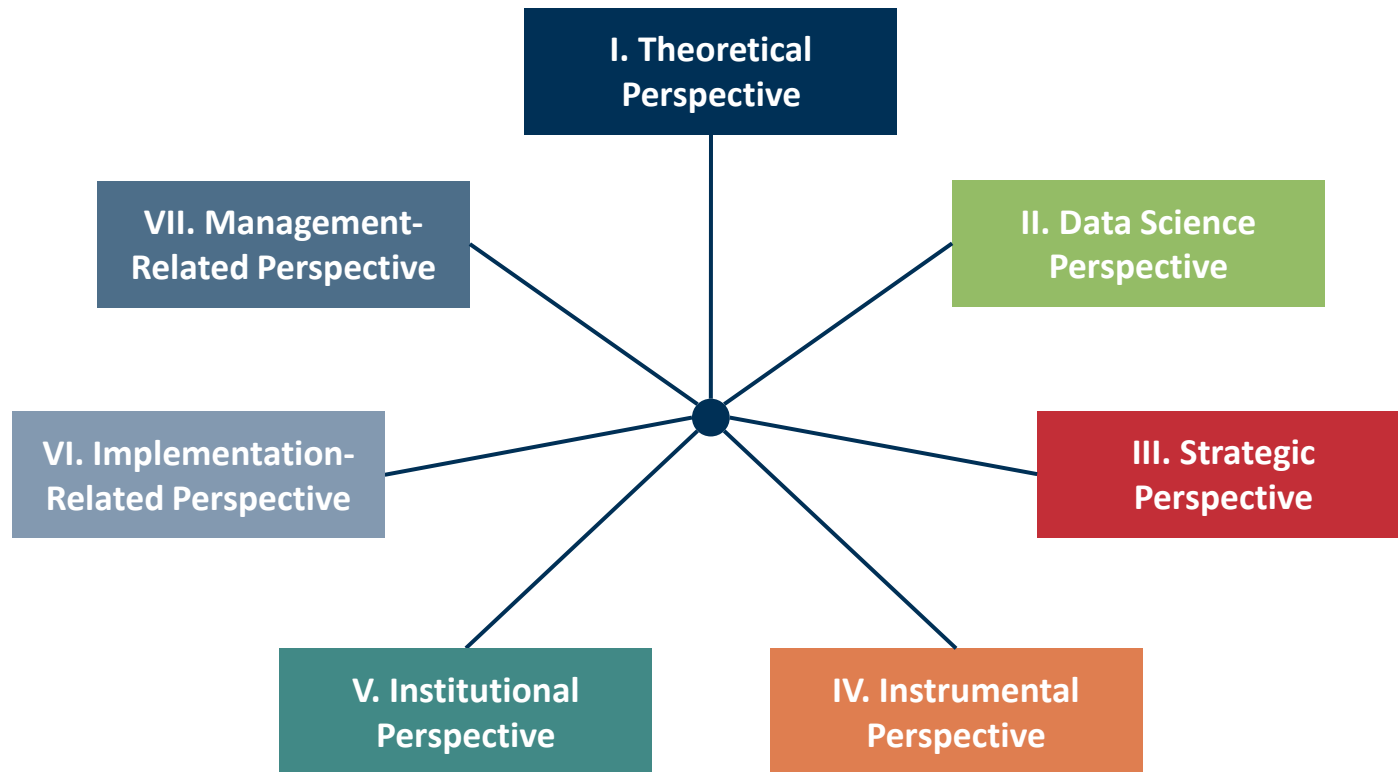 I. Theoretical
Perspective
II. Data Science
Perspective
III. Strategic
Perspective
IV. Instrumental
Perspective
V. Institutional
Perspective
VI. Implementation-
Related Perspective
VII. Management-
Related Perspective